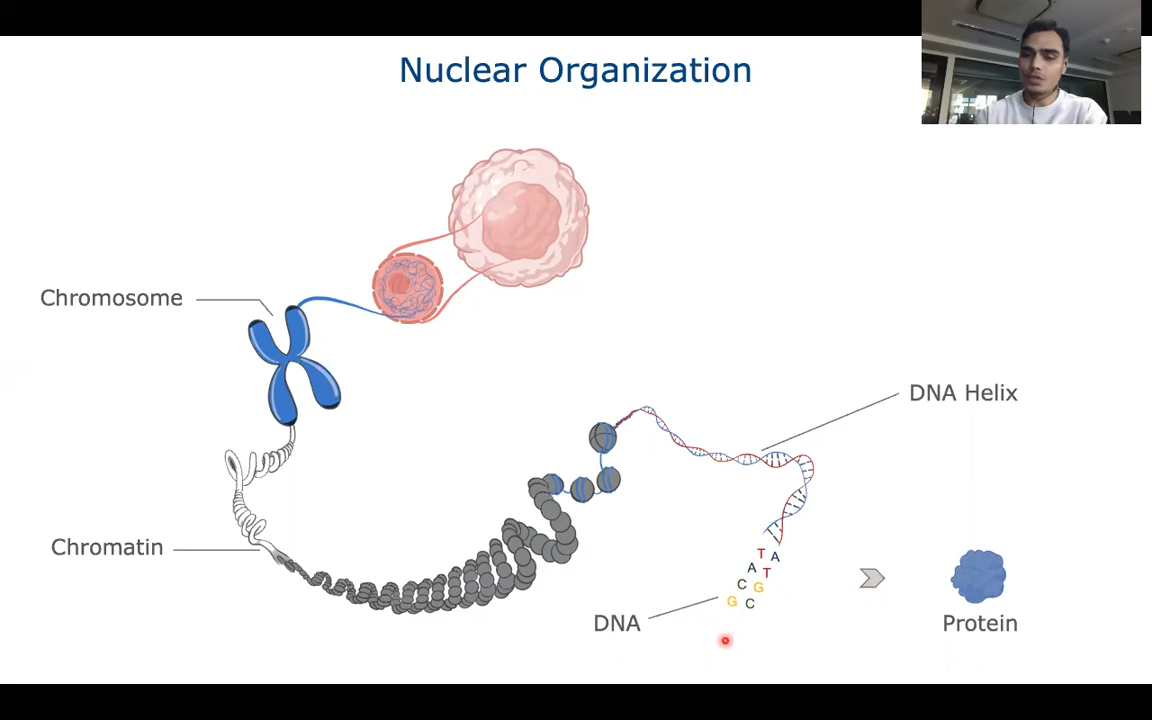 Nuclear Organization
Chromosome
DNA Helix
Chromatin
T A
A T
C G
G C
DNA
Protein